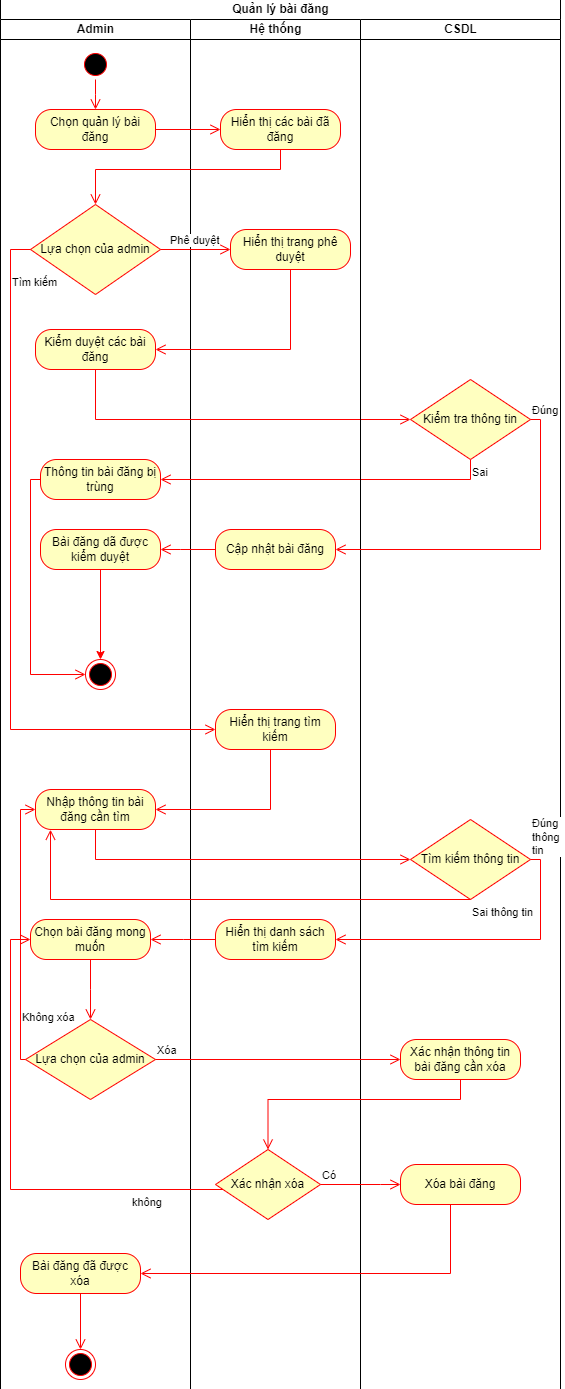 Quản lý bài đăng
Admin
Hệ thống
CSDL
Chọn quản lý bài
đăng
Hiển thị các bài đã
đăng
Lựa chọn của admin
Phê duyệt
Hiển thị trang phê
duyệt
Tìm kiếm
Kiểm duyệt các bài
đăng
Kiểm tra thông tin
Đúng
Sai
Thông tin bài đăng bị
trùng
Bài đăng dã được
kiểm duyệt
Cập nhật bài đăng
Hiển thị trang tìm
kiếm
Nhập thông tin bài
đăng cần tìm
Tìm kiếm thông tin
Đúng
thông
tin
Sai thông tin
Chọn bài đăng mong
muốn
Hiển thị danh sách
tìm kiếm
Không xóa
Lựa chọn của admin
Xóa
Xác nhận thông tin
bài đăng cần xóa
Xác nhận xóa
Có
không
Xóa bài đăng
Bài đăng đã được
xóa